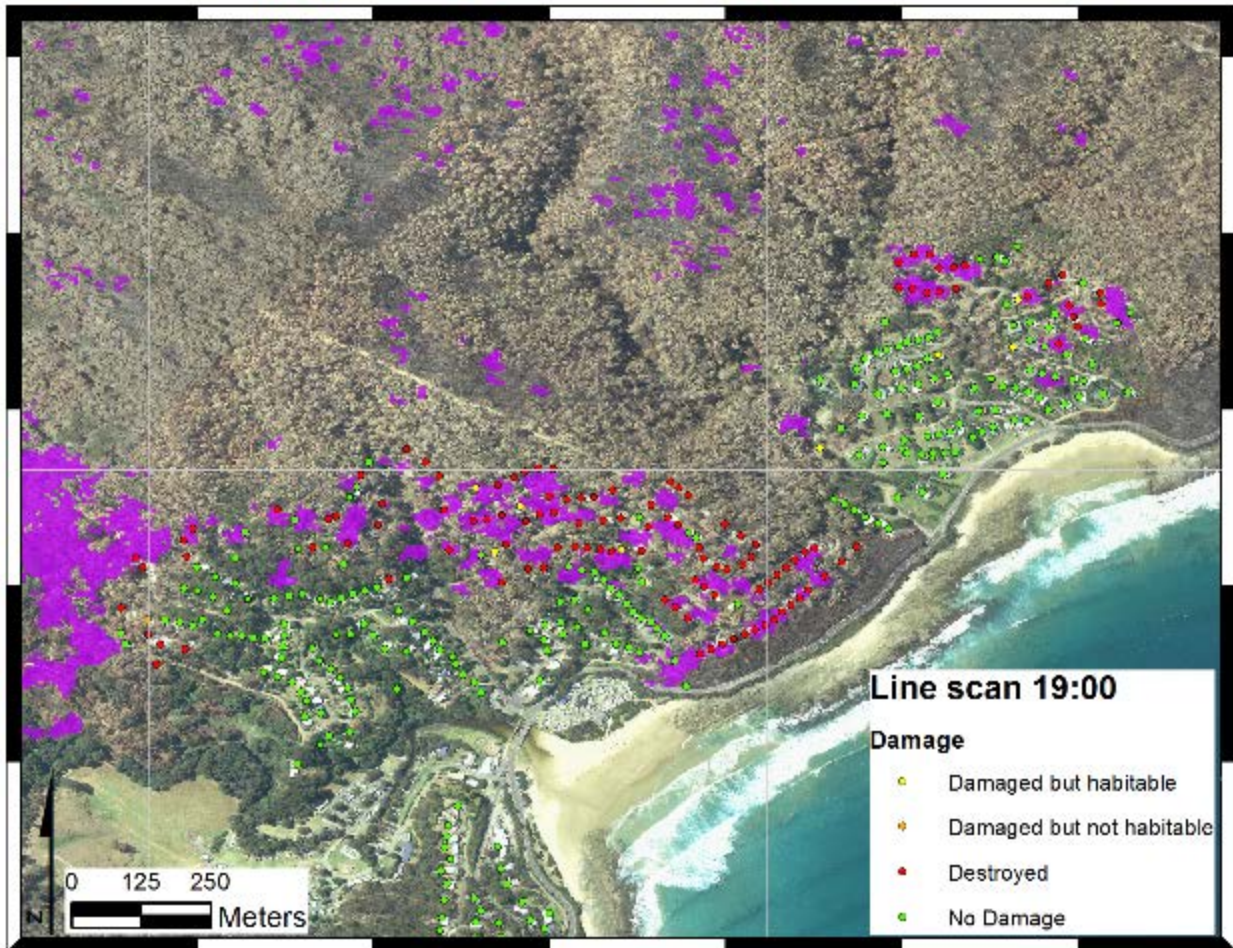 Line scan 19:00
Damage
Damaged but habitable
Damaged but not habitable
Destroyed
No Damage
0 125 250
Meters
N